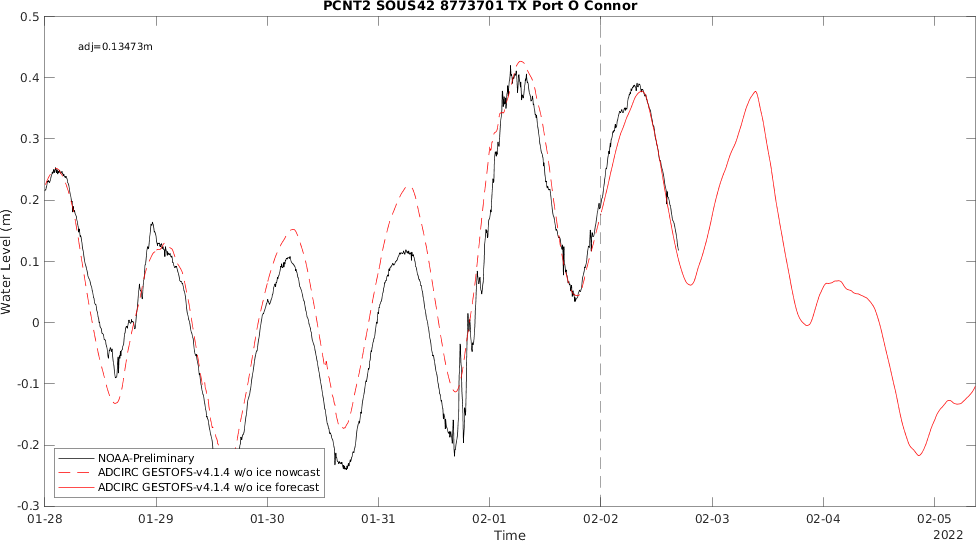 PCNT2 SOUS42 8773701 TX Port O Connor
adj=0.13473m
0.5
0.4
0.3
0.2
0.1
0
-0.1
-0.2
-0.3
Water Level (m)
NOAA-Preliminary
ADCIRC GESTOFS-v4.1.4 w/o ice nowcast
ADCIRC GESTOFS-v4.1.4 w/o ice forecast
01-28 01-29 01-30 01-31 02-01 02-02 02-03 02-04 02-05
Time
2022